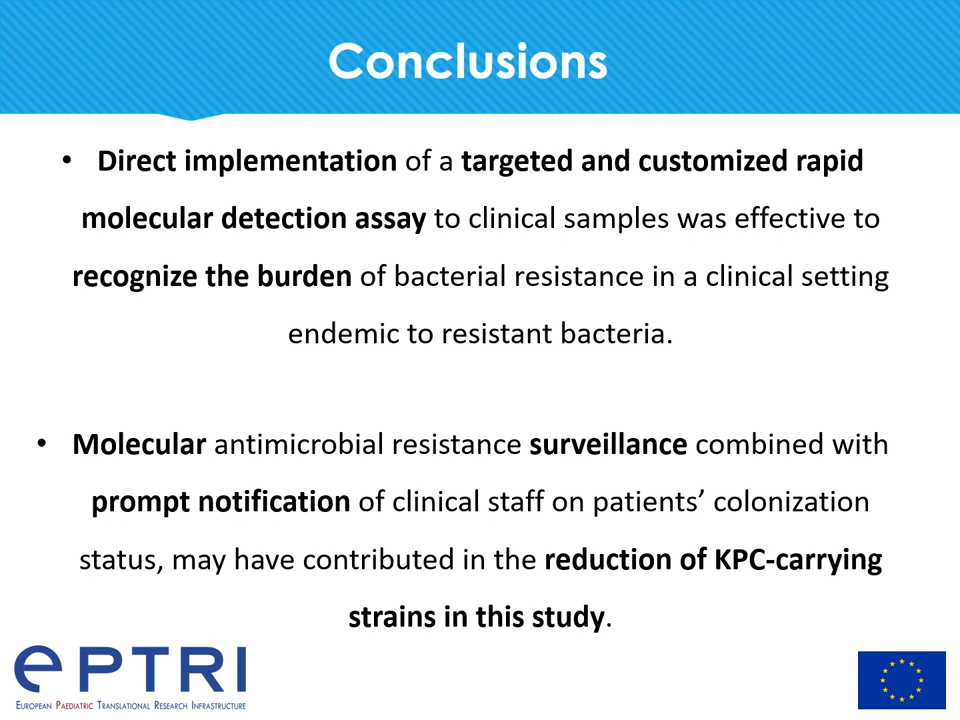 Conclusions
• Direct implementation of a targeted and customized rapid
molecular detection assay to clinical samples was effective to
recognize the burden of bacterial resistance in a clinical setting
endemic to resistant bacteria.
• Molecular antimicrobial resistance surveillance combined with
prompt notification of clinical staff on patients’ colonization
status, may have contributed in the reduction of KPC-carrying
strains in this study.
ePTRI
European Paediatric Translational Research Infrastructure